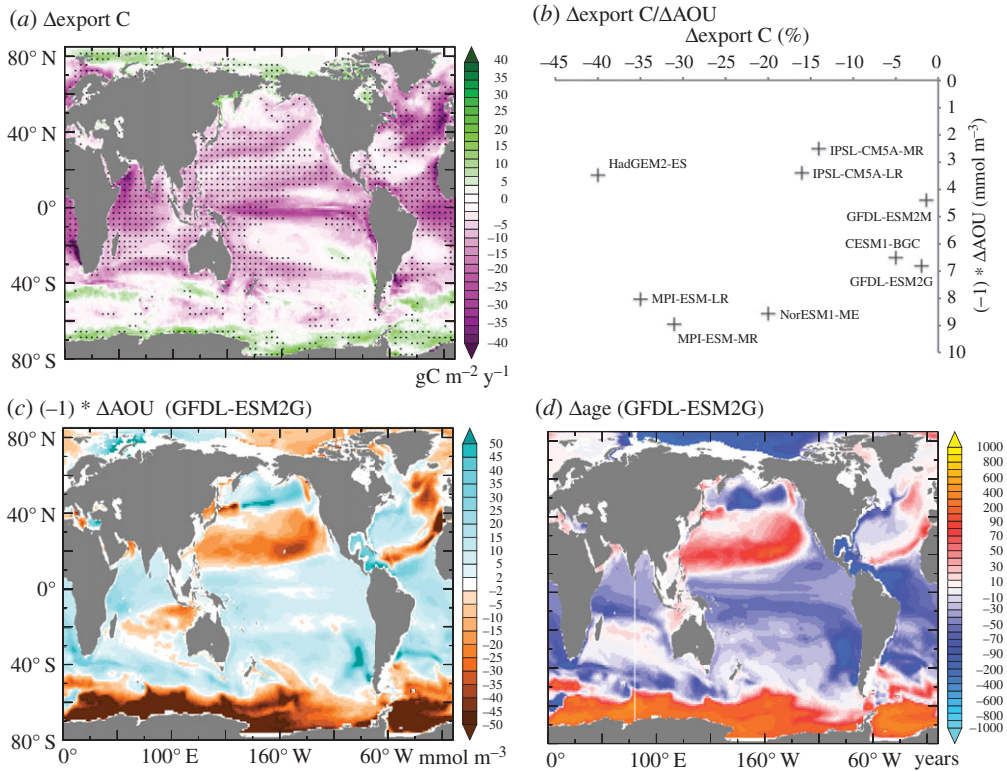 (a) Δexport C
80° N
40° N
0°
40° S
80° S
40
35
30
25
20
15
10
5
0
–5
–10
–15
–20
–25
–30
–35
–40
gC m⁻² y⁻¹
(b) Δexport C/ΔAOU
Δexport C (%)
–45 –40 –35 –30 –25 –20 –15 –10 –5 0
0
1
2
3
4
5
6
7
8
9
10
(–1) * ΔAOU (mmol m⁻³)
IPSL-CM5A-MR
HadGEM2-ES
IPSL-CM5A-LR
GFDL-ESM2M
CESM1-BGC
GFDL-ESM2G
MPI-ESM-LR
NorESM1-ME
MPI-ESM-MR
(c) (–1) * ΔAOU (GFDL-ESM2G)
80° N
40° N
0°
40° S
80° S
0° 100° E 160° W 60° W
50
45
40
35
30
25
20
15
10
5
2
–2
–5
–10
–15
–20
–25
–30
–35
–40
–45
–50
mmol m⁻³
(d) Δage (GFDL-ESM2G)
0° 100° E 160° W 60° W
1000
800
600
200
90
70
50
30
10
–10
–30
–50
–70
–90
–200
–600
–800
–1000
years